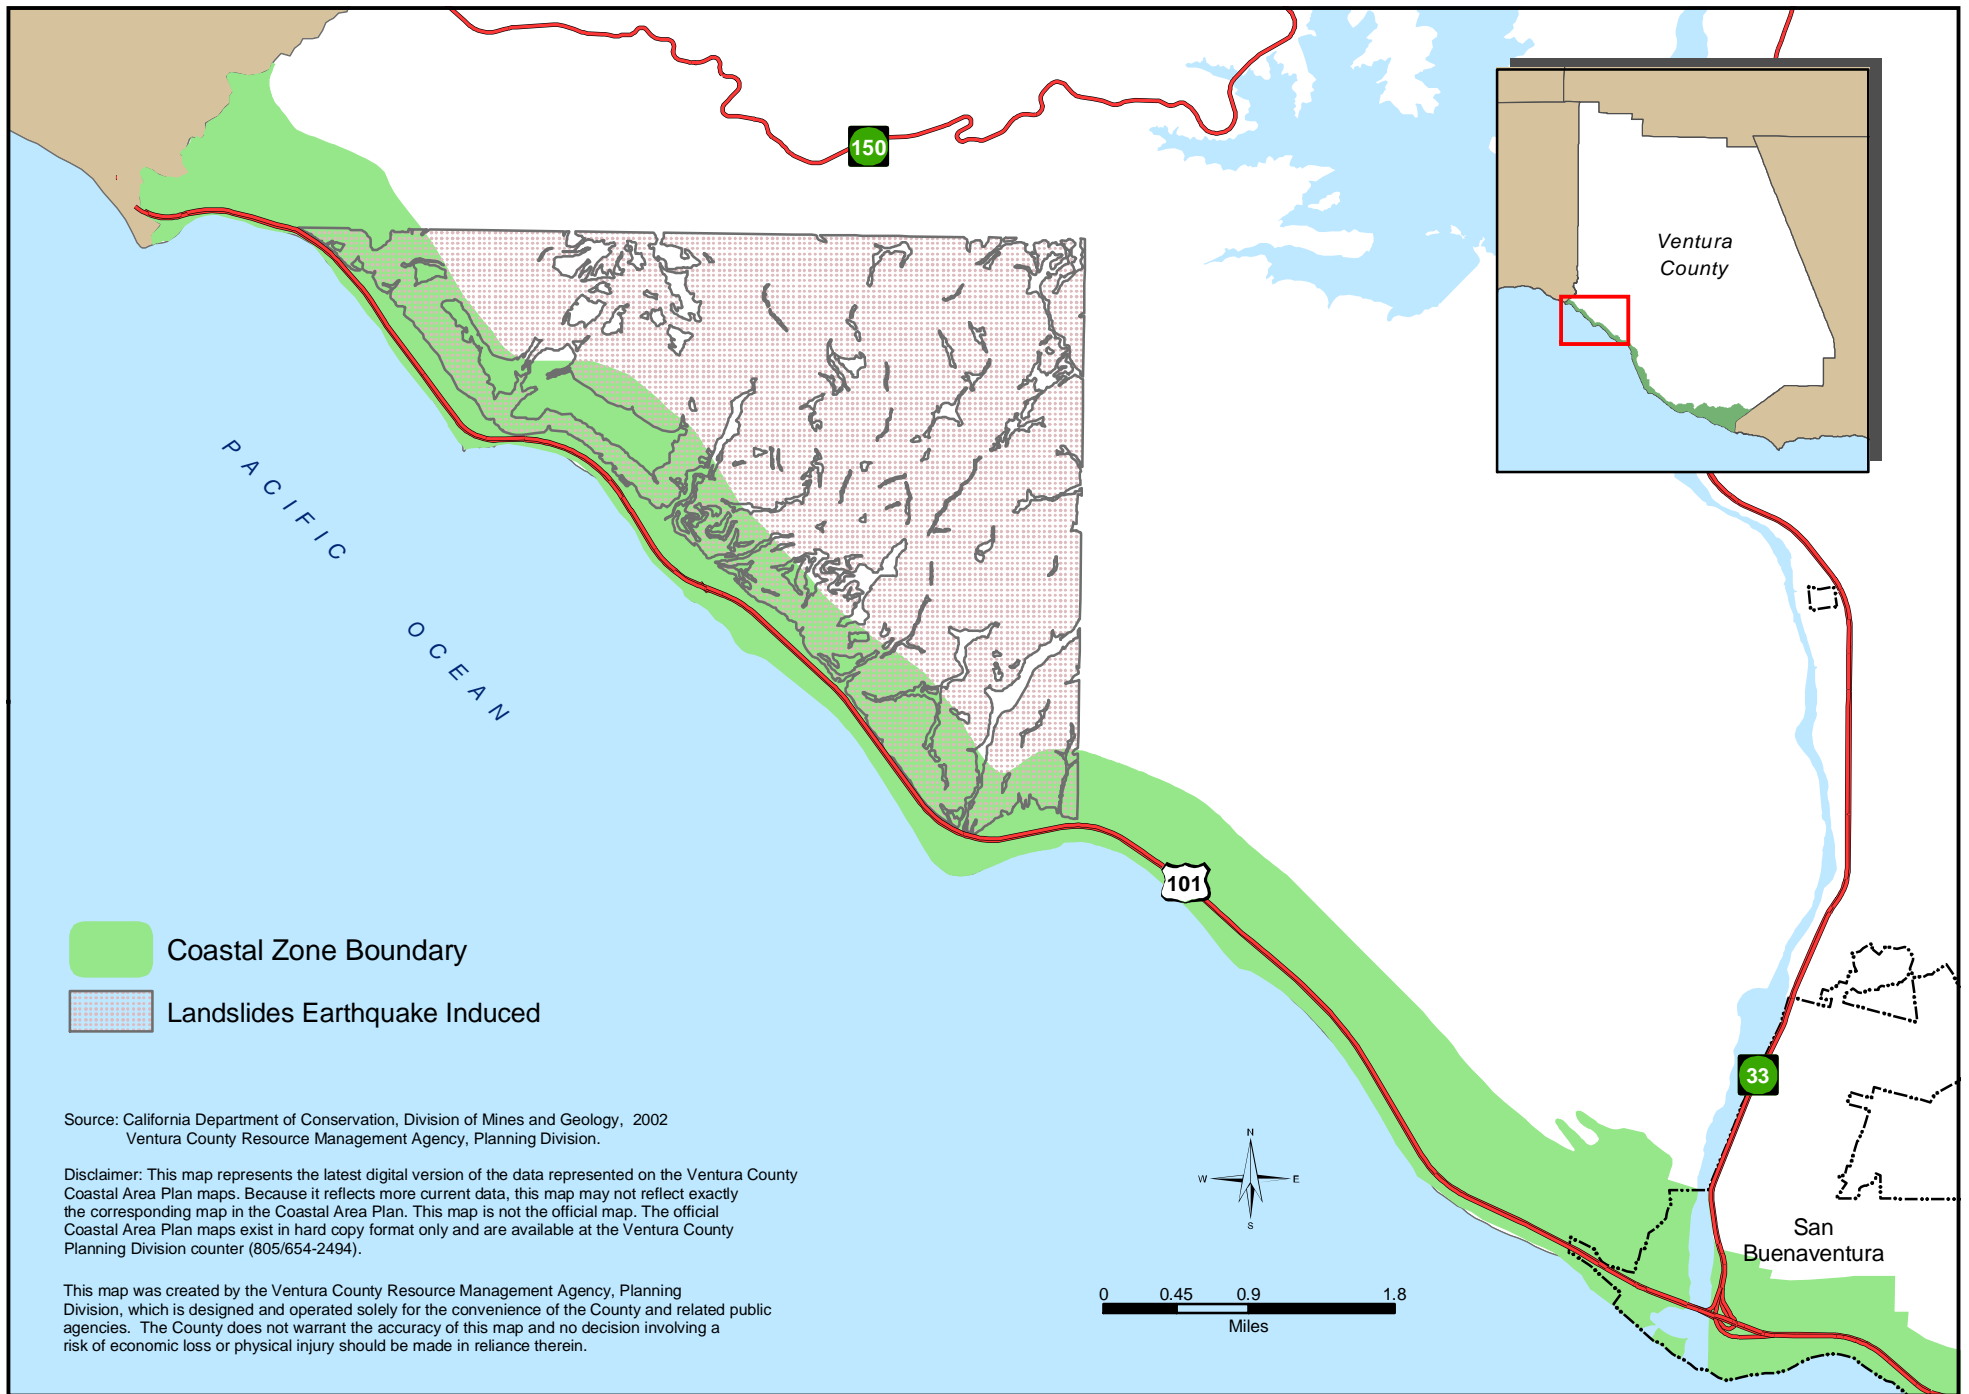 150
Ventura
County
PACIFIC
OCEAN
101
Coastal Zone Boundary
Landslides Earthquake Induced
33
Source: California Department of Conservation, Division of Mines and Geology, 2002
Ventura County Resource Management Agency, Planning Division.
Disclaimer: This map represents the latest digital version of the data represented on the Ventura County
Coastal Area Plan maps. Because it reflects more current data, this map may not reflect exactly
the corresponding map in the Coastal Area Plan. This map is not the official map. The official
Coastal Area Plan maps exist in hard copy format only and are available at the Ventura County
Planning Division counter (805/654-2494).
This map was created by the Ventura County Resource Management Agency, Planning
Division, which is designed and operated solely for the convenience of the County and related public
agencies. The County does not warrant the accuracy of this map and no decision involving a
risk of economic loss or physical injury should be made in reliance therein.
N
W E
S
San
Buenaventura
0 0.45 0.9 1.8
Miles